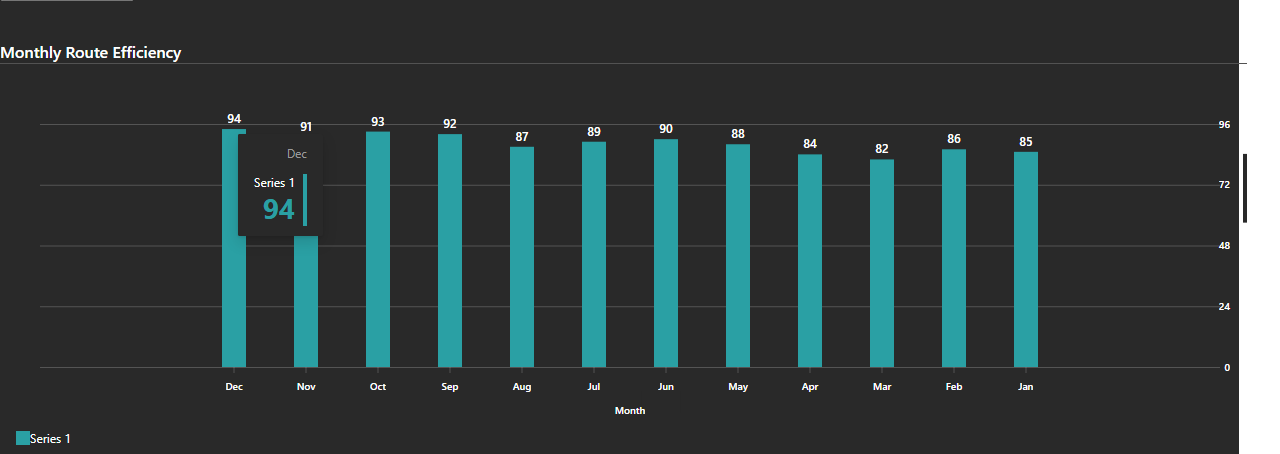 Monthly Route Efficiency
94 91 93 92 87 89 90 88 84 82 86 85
96
72
48
24
0
Dec
Series 1
94
Dec Nov Oct Sep Aug Jul Jun May Apr Mar Feb Jan
Month
Series 1